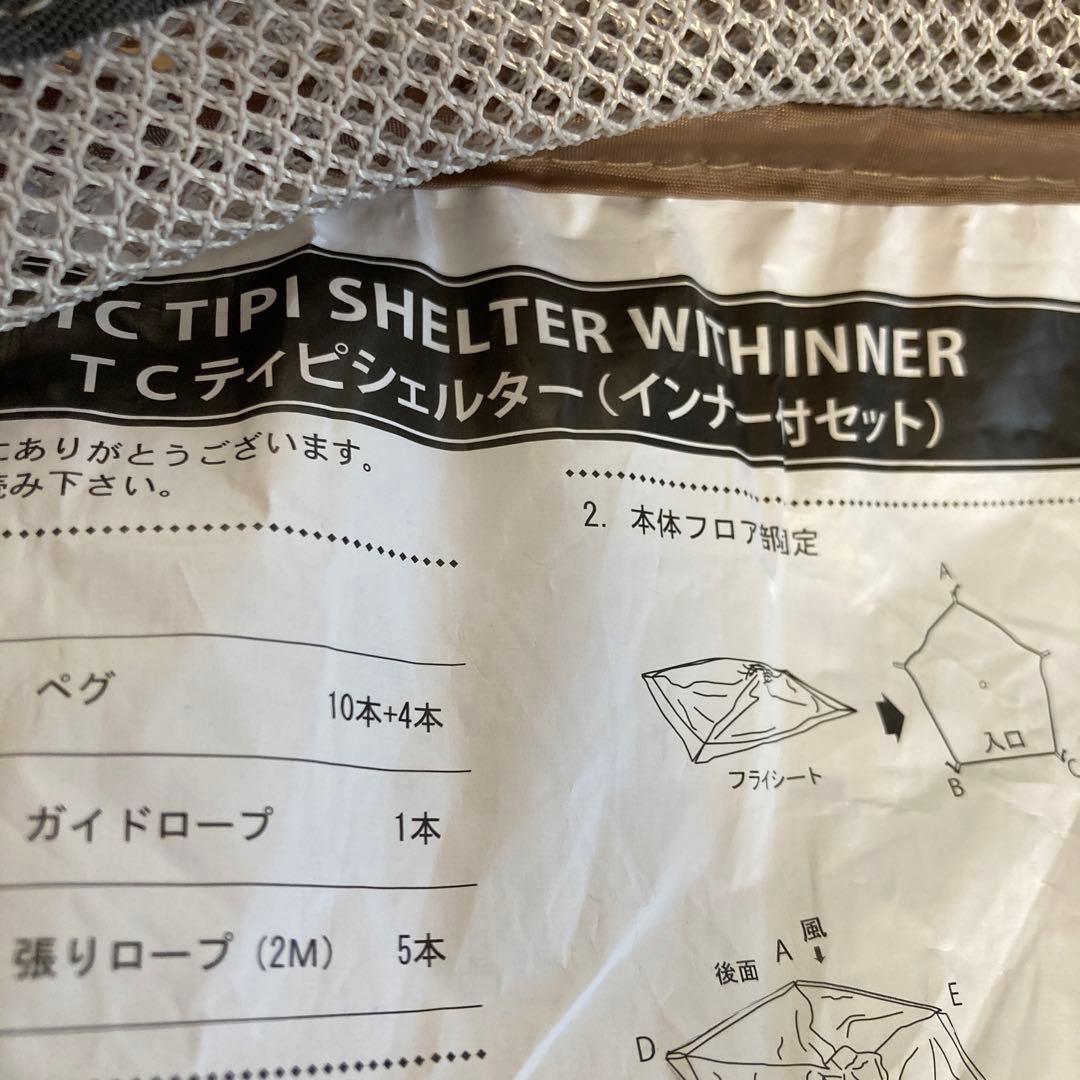 TC TIPI SHELTER WITH INNER
TCティピシェルター（インナー付セット）
にありがとうございます。
読み下さい。
ペグ 10本+4本
ガイドロープ 1本
張りロープ（2M） 5本
2. 本体フロア部固定
A
入口
B
C
フライシート
風
後面 A
E
D